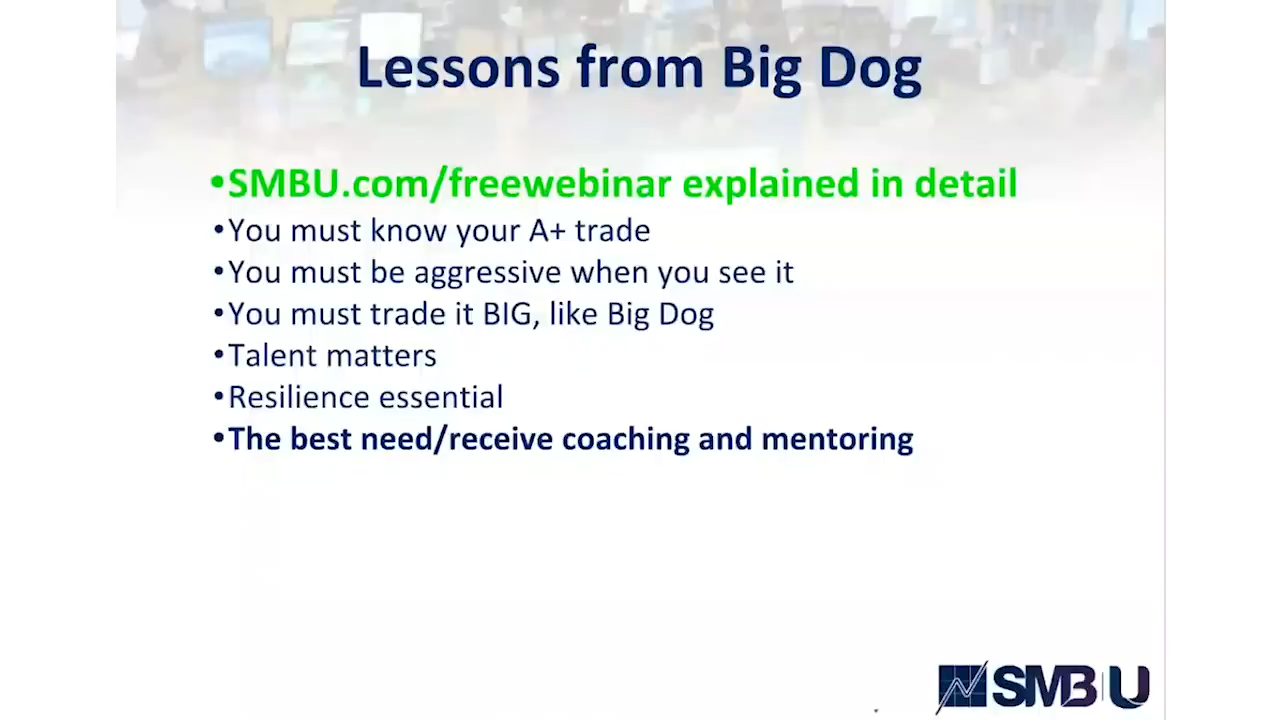 Lessons from Big Dog
•SMBU.com/freewebinar explained in detail
•You must know your A+ trade
•You must be aggressive when you see it
•You must trade it BIG, like Big Dog
•Talent matters
•Resilience essential
•The best need/receive coaching and mentoring
SMB U